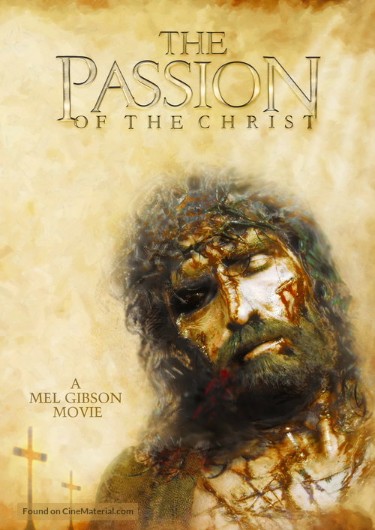 THE
PASSION
OF THE CHRIST
A
MEL GIBSON
MOVIE
Found on CineMaterial.com